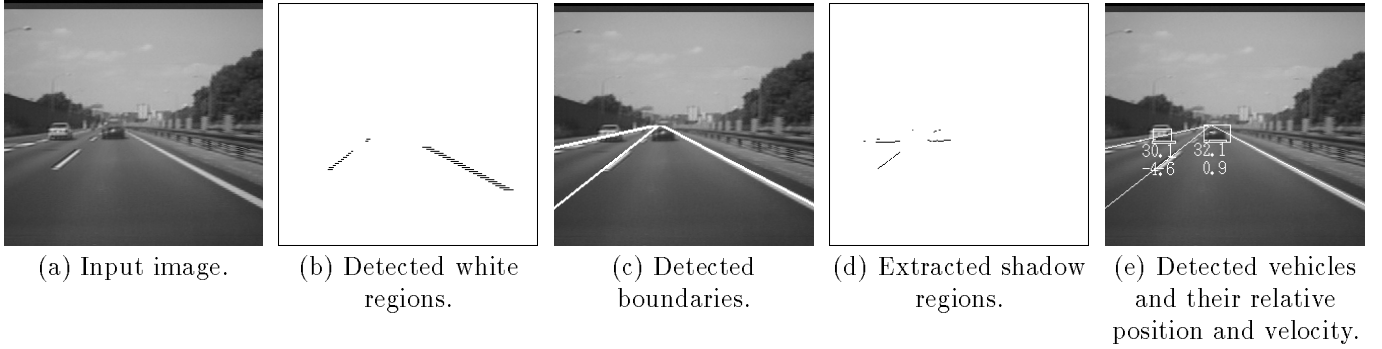 30.1 32.1
-4.6 0.9
(a) Input image.
(b) Detected white
regions.
(c) Detected
boundaries.
(d) Extracted shadow
regions.
(e) Detected vehicles
and their relative
position and velocity.